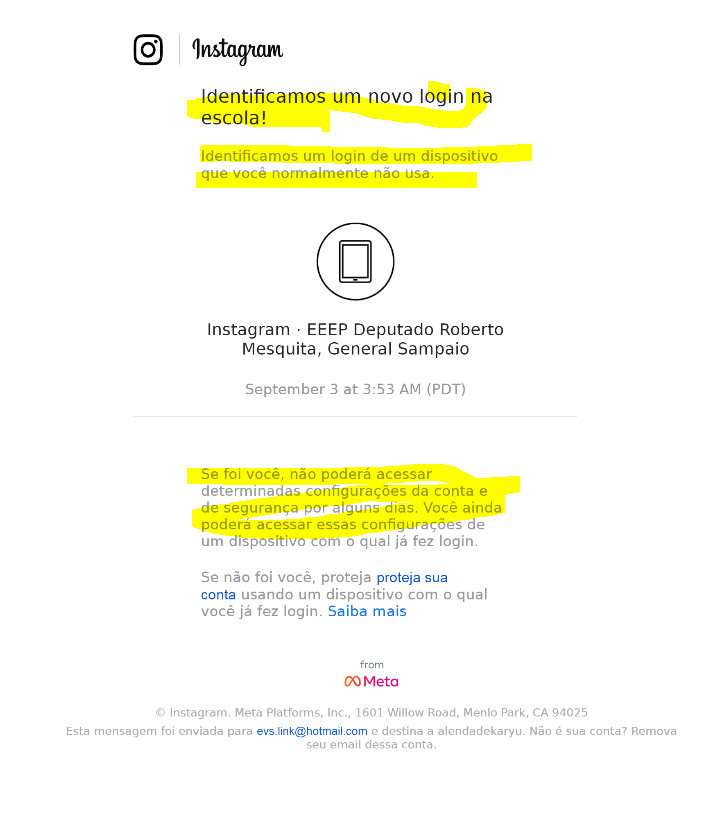 Instagram
Identificamos um novo login na
escola!
Identificamos um login de um dispositivo
que você normalmente não usa.
Instagram · EEEP Deputado Roberto
Mesquita, General Sampaio
September 3 at 3:53 AM (PDT)
Se foi você, não poderá acessar
determinadas configurações da conta e
de segurança por alguns dias. Você ainda
poderá acessar essas configurações de
um dispositivo com o qual já fez login.
Se não foi você, proteja proteja sua
conta usando um dispositivo com o qual
você já fez login. Saiba mais
from
Meta
© Instagram. Meta Platforms, Inc., 1601 Willow Road, Menlo Park, CA 94025
Esta mensagem foi enviada para evs.link@hotmail.com e destina a alendadekaryu. Não é sua conta? Remova
seu email dessa conta.